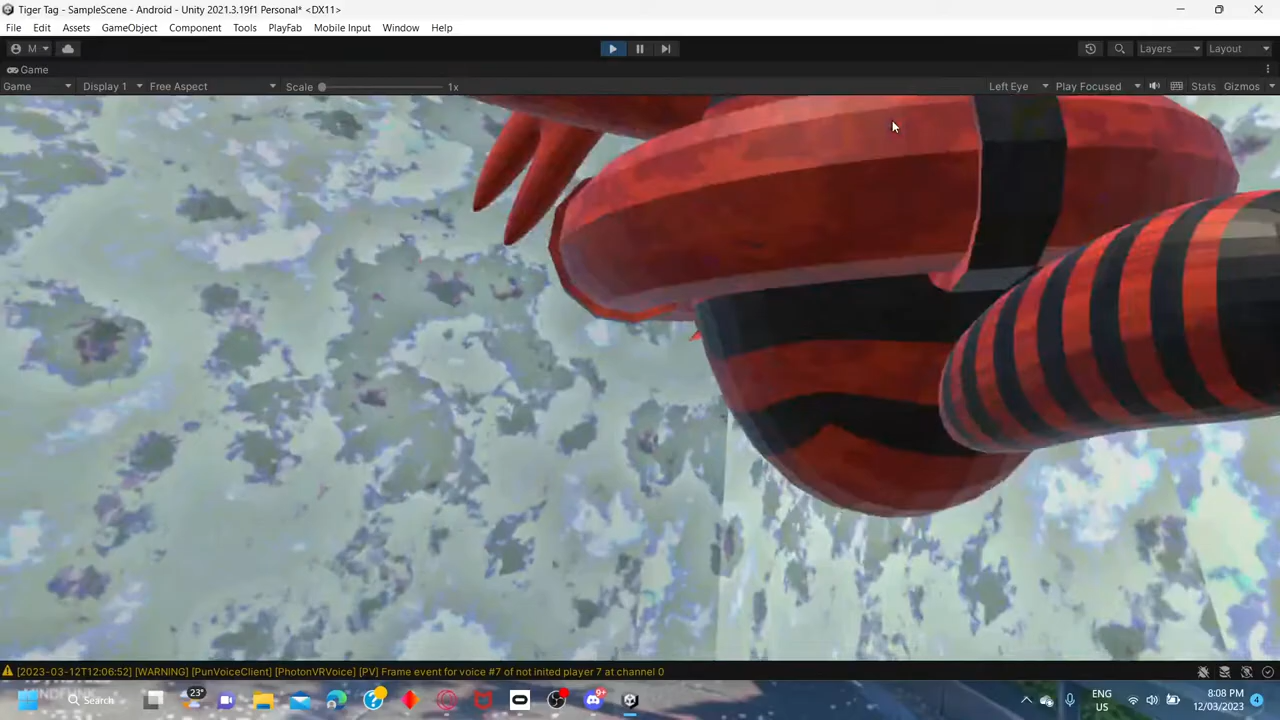 Tiger Tag - SampleScene - Android - Unity 2021.3.19f1 Personal* <DX11>
File Edit Assets GameObject Component Tools PlayFab Mobile Input Window Help
M Layers Layout
Game
Game Display 1 Free Aspect Scale 1x Left Eye Play Focused Stats Gizmos
[2023-03-12T12:06:52] [WARNING] [PunVoiceClient] [PhotonVRVoice] [PV] Frame event for voice #7 of not inited player 7 at channel 0
Search 23° 9+ ENG US 8:08 PM 12/03/2023 4